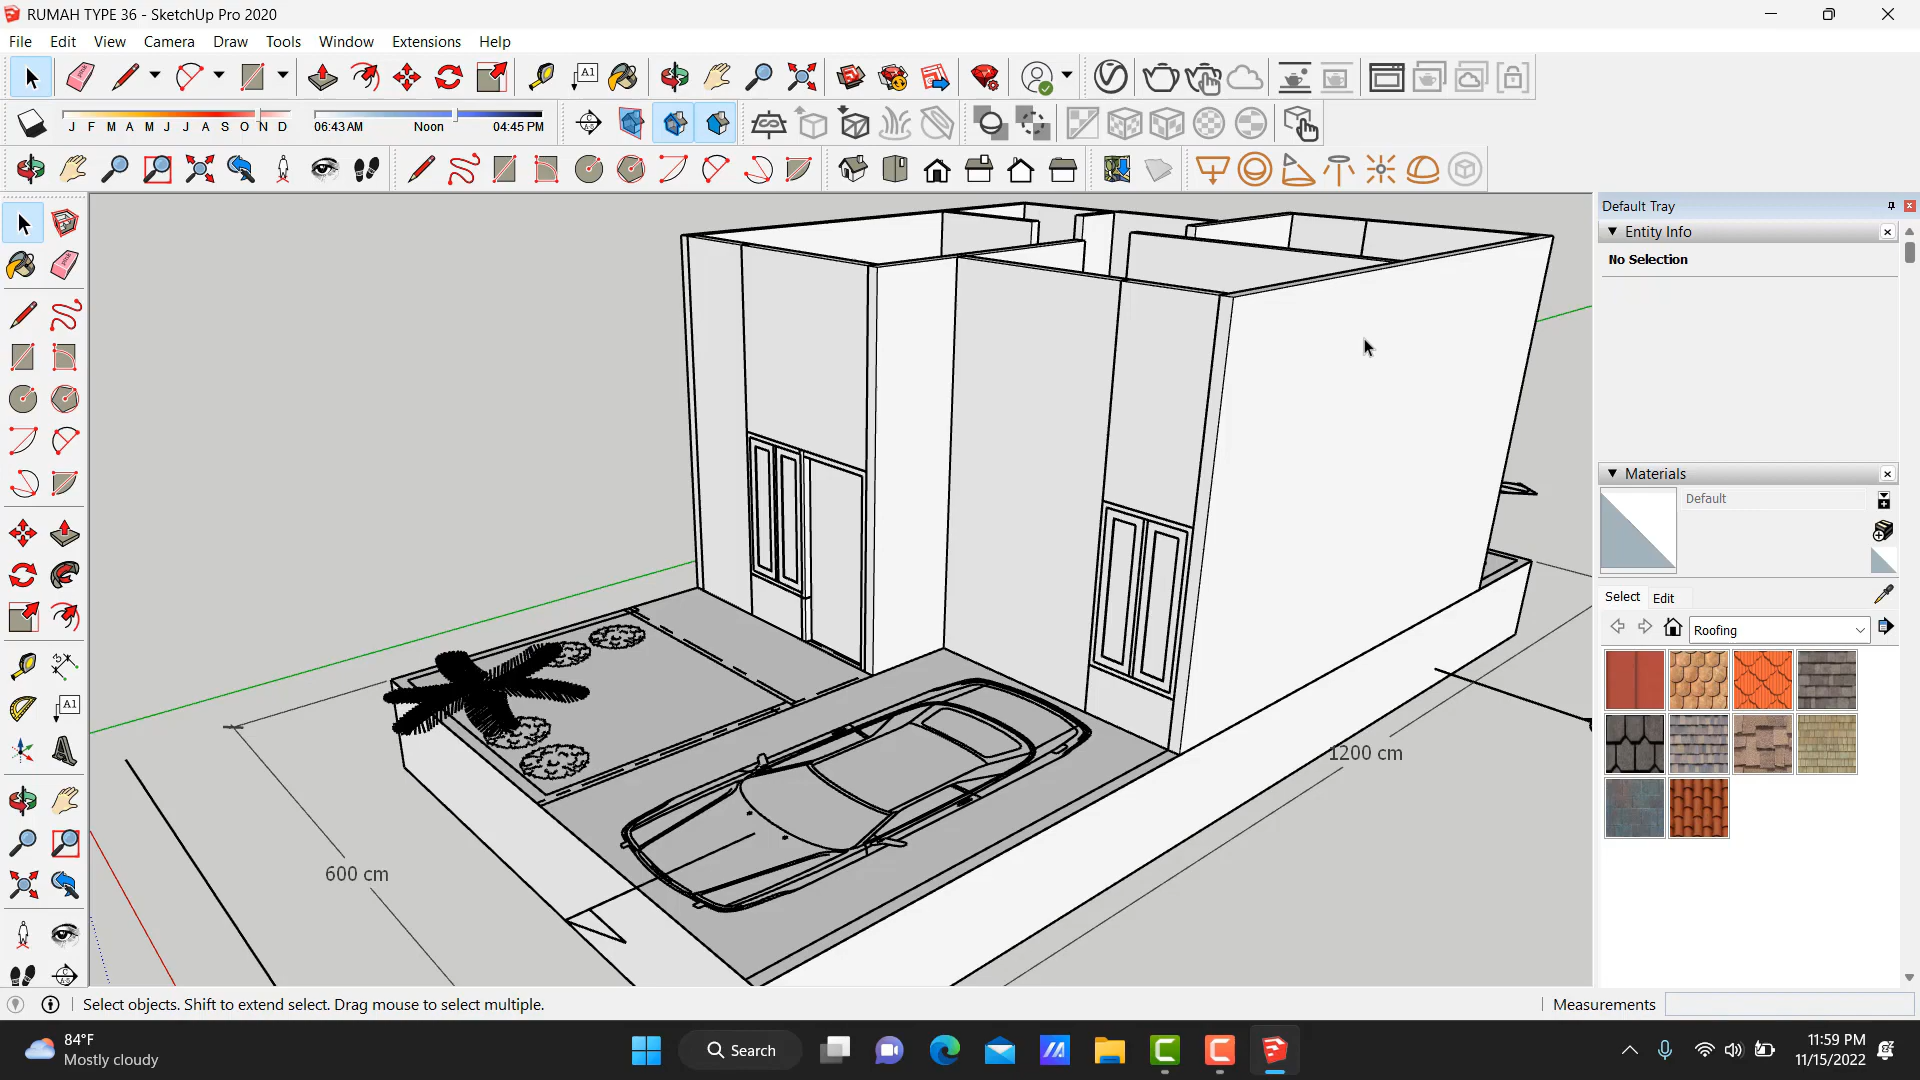 RUMAH TYPE 36 - SketchUp Pro 2020
File Edit View Camera Draw Tools Window Extensions Help
A1
J F M A M J J A S O N D
06:43 AM Noon 04:45 PM
Default Tray
Entity Info
No Selection
Materials
Default
Select Edit
Roofing
A1
1200 cm
600 cm
Select objects. Shift to extend select. Drag mouse to select multiple.
Measurements
84°F
Mostly cloudy
Search
11:59 PM
11/15/2022